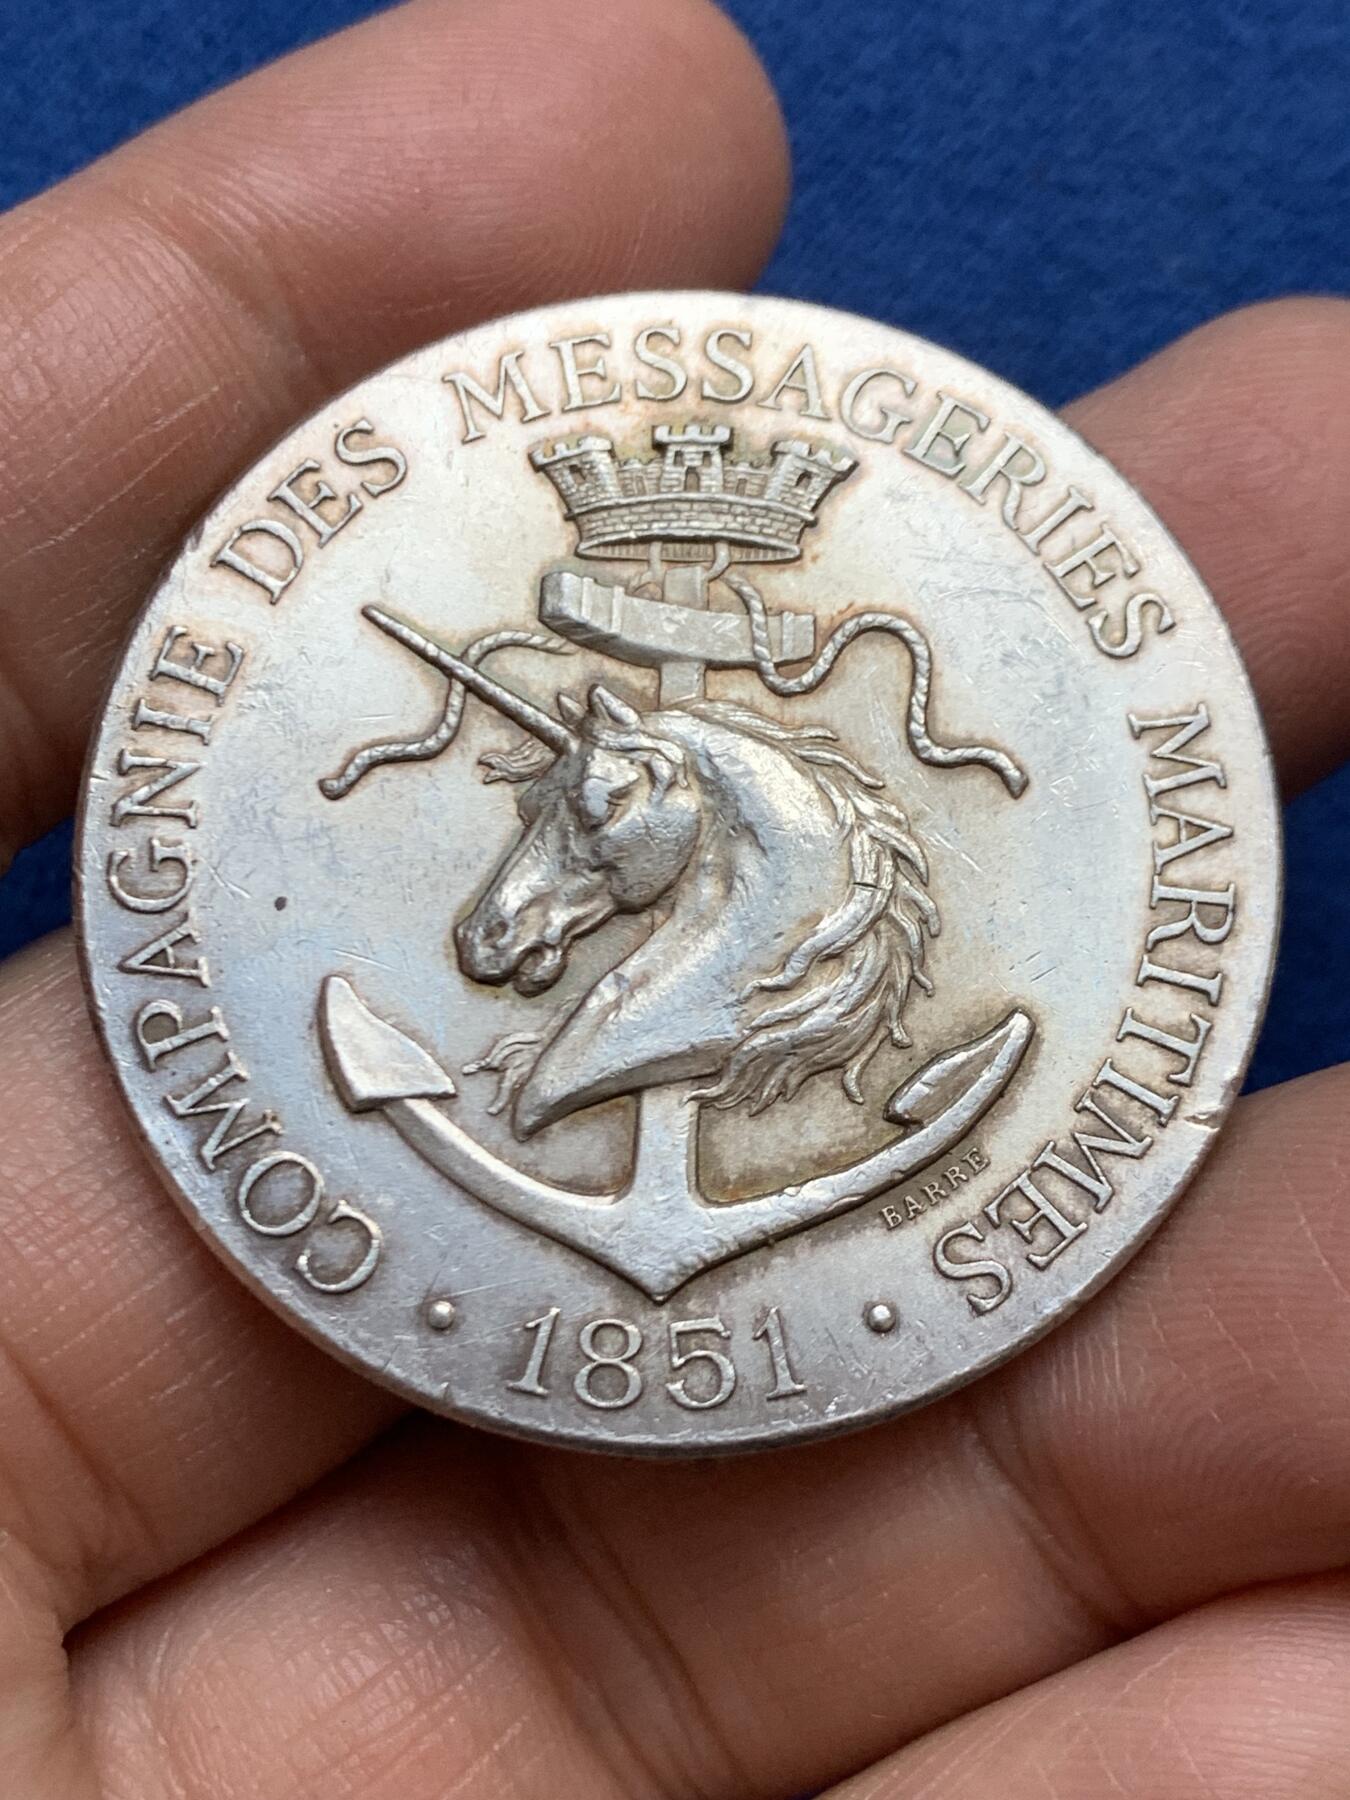 COMPAGNIE DES MESSAGERIES MARITIMES
BARRE
• 1851 •